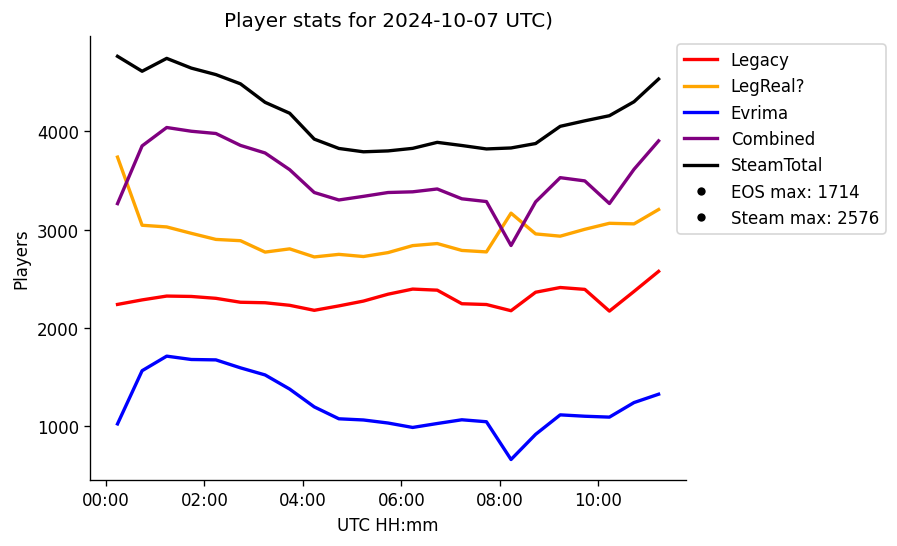 Player stats for 2024-10-07 UTC)
Legacy
LegReal?
Evrima
Combined
SteamTotal
EOS max: 1714
Steam max: 2576
Players
4000
3000
2000
1000
00:00 02:00 04:00 06:00 08:00 10:00
UTC HH:mm